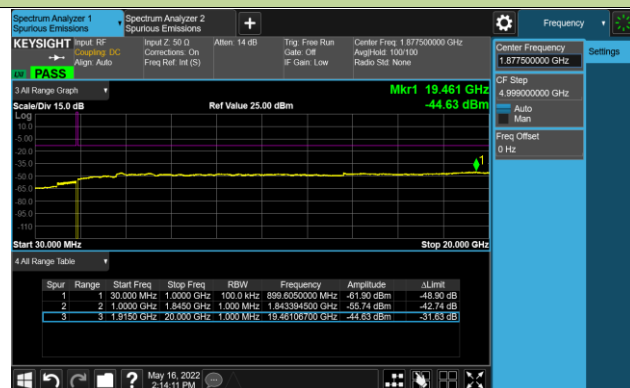 Spectrum Analyzer 1
Spurious Emissions
Spectrum Analyzer 2
Spurious Emissions
+
Frequency
KEYSIGHT
Input: RF
Coupling: DC
Align: Auto
Input Z: 50 Ω
Corrections: On
Freq Ref: Int (S)
Atten: 14 dB
Trig: Free Run
Gate: Off
IF Gain: Low
Center Freq: 1.877500000 GHz
Avg|Hold: 100/100
Radio Std: None
PASS
Center Frequency
1.877500000 GHz
Settings
CF Step
4.999000000 GHz
Auto
Man
Freq Offset
0 Hz
3 All Range Graph
Mkr1 19.461 GHz
Scale/Div 15.0 dB
Ref Value 25.00 dBm
-44.63 dBm
Log
10.0
-5.00
-20.0
-35.0
-50.0
-65.0
-80.0
-95.0
-110
1
Start 30.000 MHz
Stop 20.000 GHz
4 All Range Table
Spur Range Start Freq Stop Freq RBW Frequency Amplitude ΔLimit
1 1 30.000 MHz 1.0000 GHz 100.0 kHz 899.6050000 MHz -61.90 dBm -48.90 dB
2 2 1.0000 GHz 1.8450 GHz 1.000 MHz 1.843394500 GHz -55.74 dBm -42.74 dB
3 3 1.9150 GHz 20.000 GHz 1.000 MHz 19.46106700 GHz -44.63 dBm -31.63 dB
?
May 16, 2022
2:14:11 PM